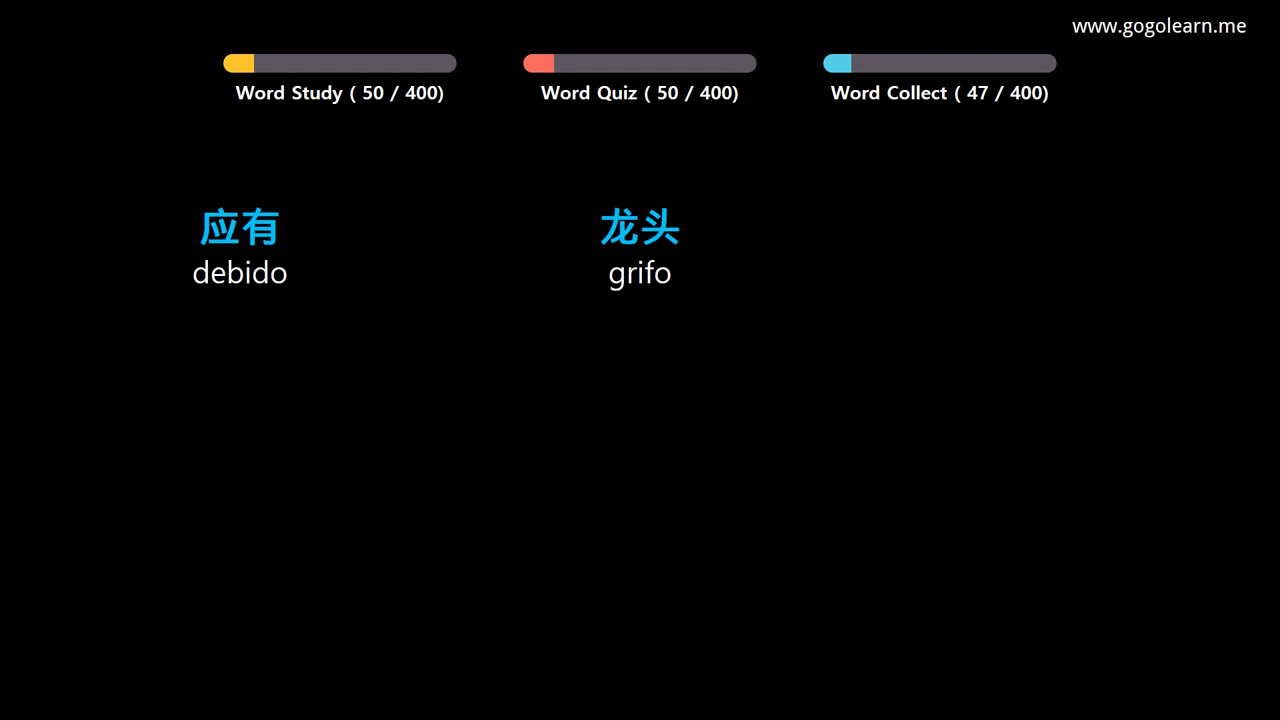 www.gogolearn.me
Word Study ( 50 / 400)
Word Quiz ( 50 / 400)
Word Collect ( 47 / 400)
应有
debido
龙头
grifo